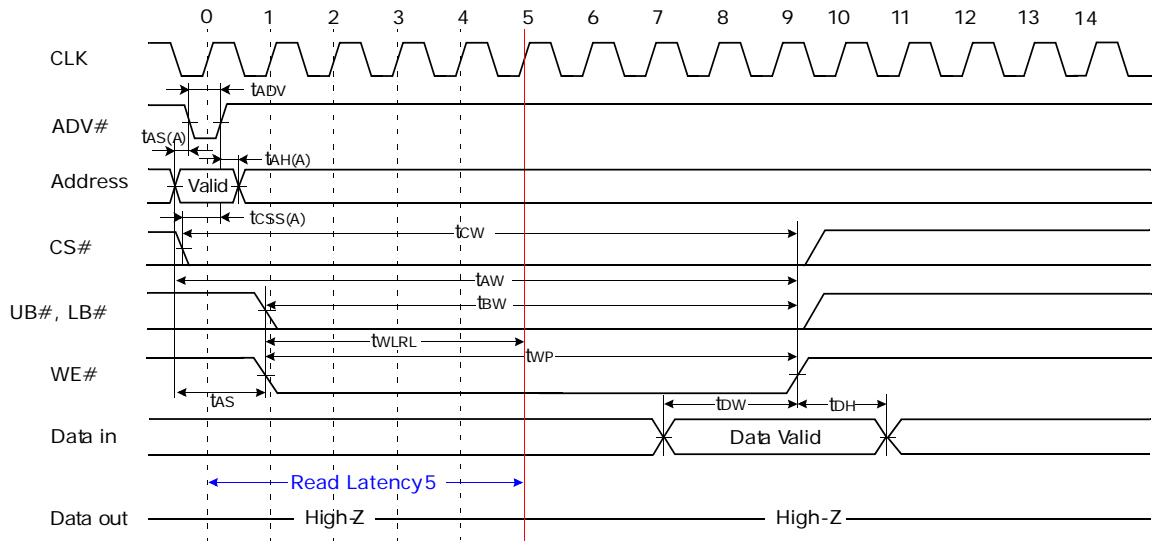 0 1 2 3 4 5 6 7 8 9 10 11 12 13 14
CLK
tADV
ADV#
tAS(A)
tAH(A)
Address
Valid
tCSS(A)
CS#
tCW
tAW
UB#, LB#
tBW
tWLRL
tWP
WE#
tAS
tDW
tDH
Data in
Data Valid
Read Latency 5
Data out
High-Z
High-Z